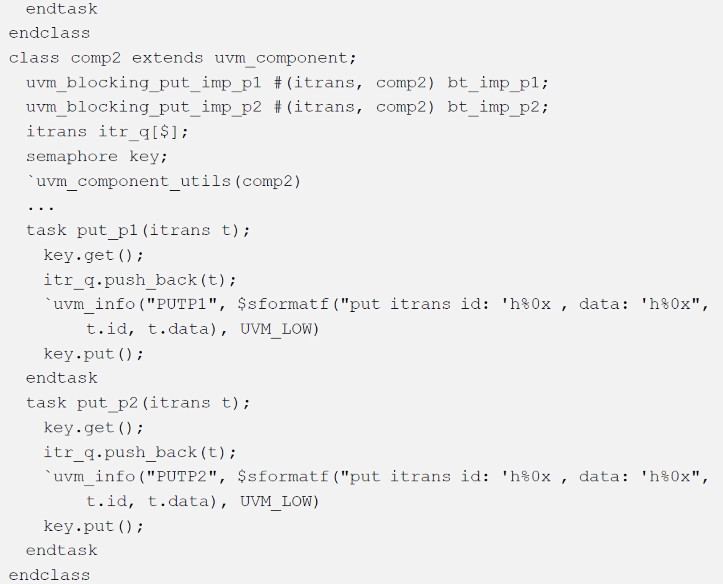 endtask
endclass
class comp2 extends uvm_component;
uvm_blocking_put_imp_p1 #(itrans, comp2) bt_imp_p1;
uvm_blocking_put_imp_p2 #(itrans, comp2) bt_imp_p2;
itrans itr_q[$];
semaphore key;
`uvm_component_utils(comp2)
...
task put_p1(itrans t);
key.get();
itr_q.push_back(t);
`uvm_info("PUTP1", $sformatf("put itrans id: 'h%0x , data: 'h%0x",
t.id, t.data), UVM_LOW)
key.put();
endtask
task put_p2(itrans t);
key.get();
itr_q.push_back(t);
`uvm_info("PUTP2", $sformatf("put itrans id: 'h%0x , data: 'h%0x",
t.id, t.data), UVM_LOW)
key.put();
endtask
endclass